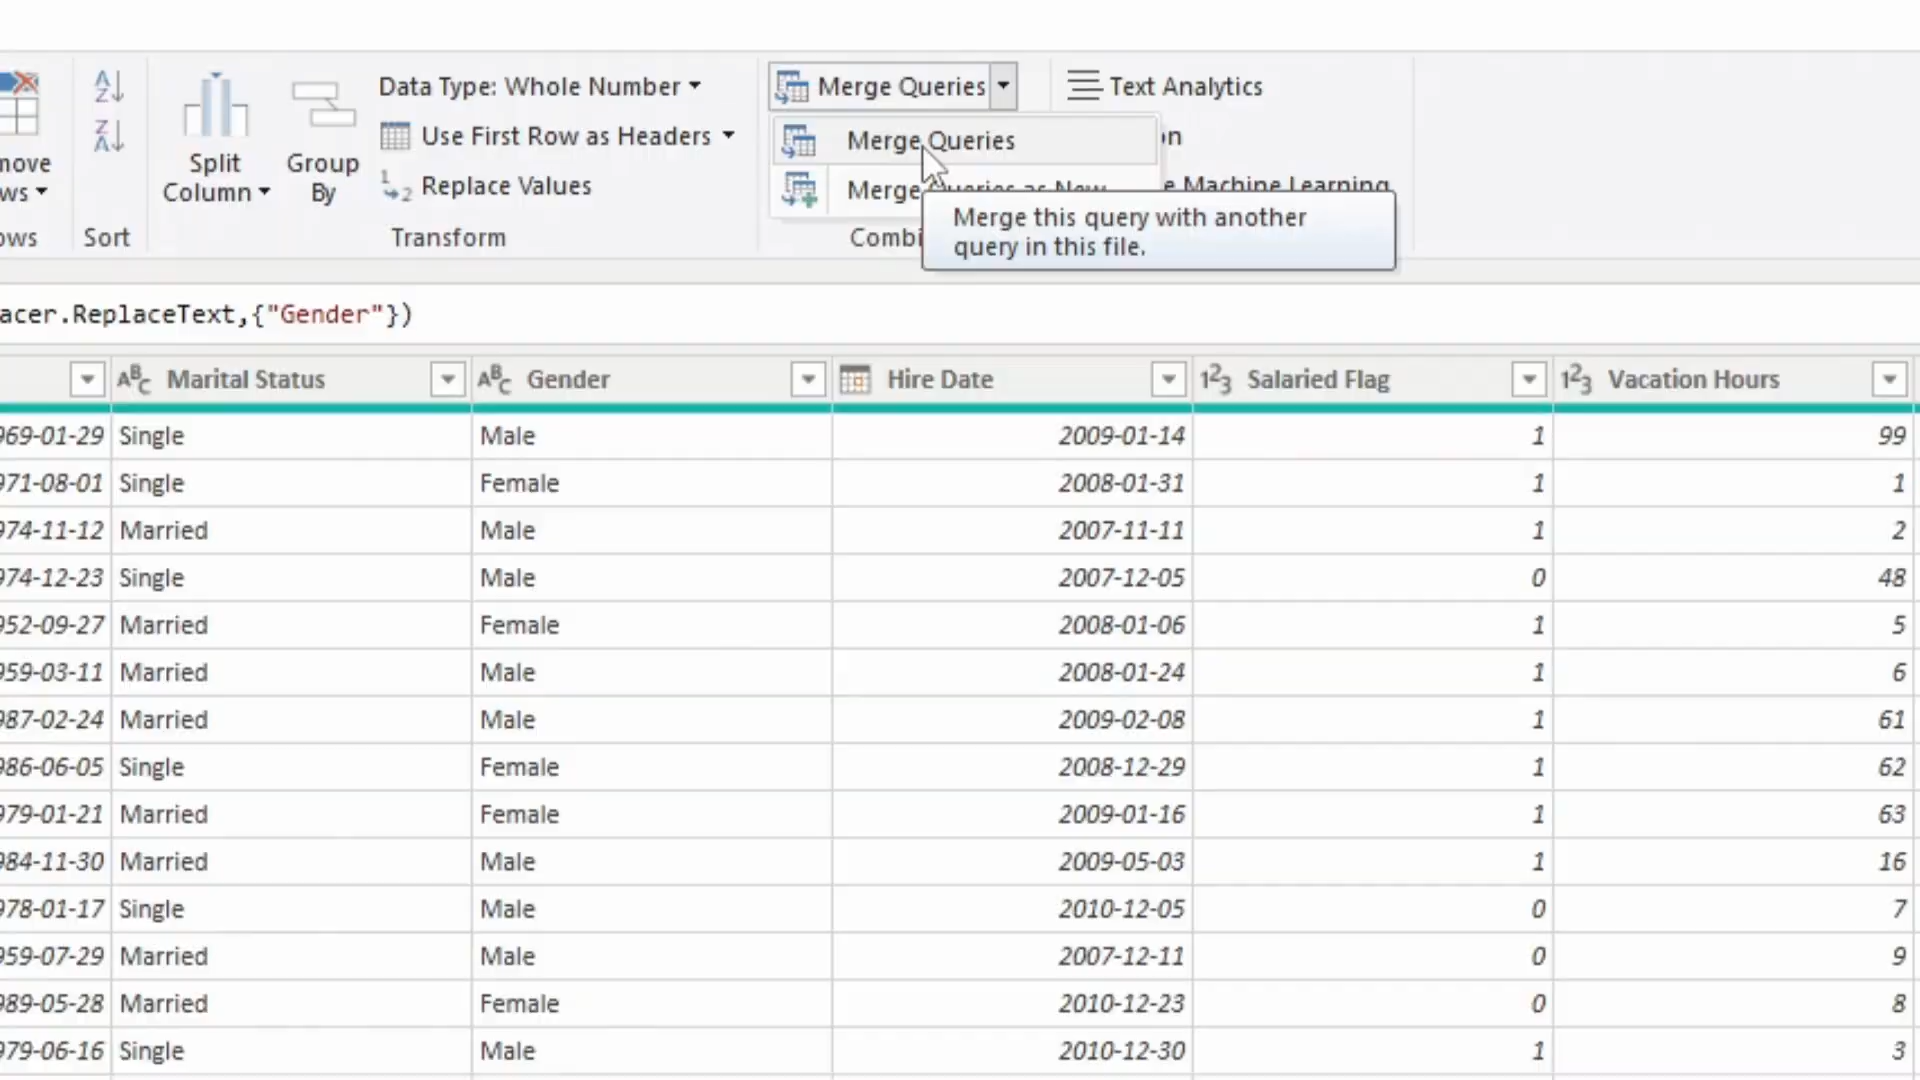 Data Type: Whole Number
Merge Queries
Text Analytics
Use First Row as Headers
Merge Queries
Split Column
Group By
Replace Values
Merge Queries as New
Machine Learning
Sort
Transform
Merge this query with another
query in this file.
acer.ReplaceText,{"Gender"})
ABC Marital Status ABC Gender Hire Date 123 Salaried Flag 123 Vacation Hours
969-01-29 Single Male 2009-01-14 1 99
971-08-01 Single Female 2008-01-31 1 1
974-11-12 Married Male 2007-11-11 1 2
974-12-23 Single Male 2007-12-05 0 48
952-09-27 Married Female 2008-01-06 1 5
959-03-11 Married Male 2008-01-24 1 6
987-02-24 Married Male 2009-02-08 1 61
986-06-05 Single Female 2008-12-29 1 62
979-01-21 Married Female 2009-01-16 1 63
984-11-30 Married Male 2009-05-03 1 16
978-01-17 Single Male 2010-12-05 0 7
959-07-29 Married Male 2007-12-11 0 9
989-05-28 Married Female 2010-12-23 0 8
979-06-16 Single Male 2010-12-30 1 3